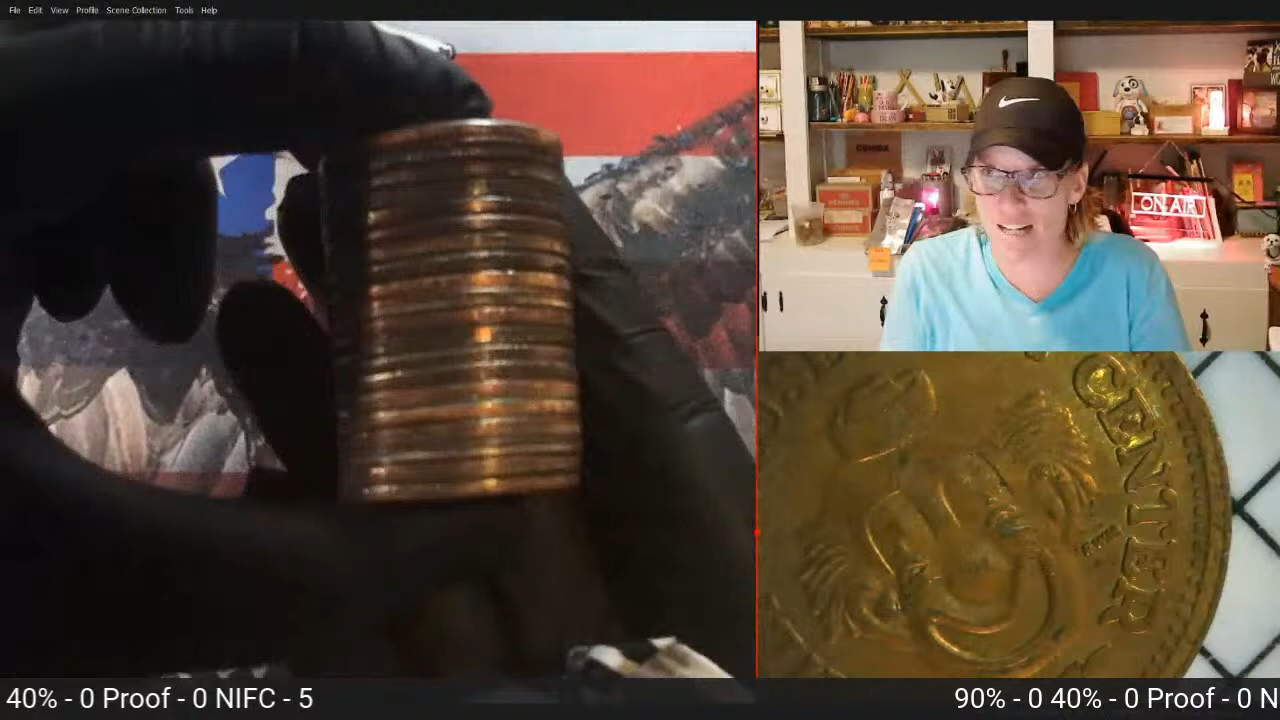 File Edit View Profile Scene Collection Tools Help
ON AIR
CENTER
40% - 0 Proof - 0 NIFC - 5
90% - 0 40% - 0 Proof - 0 N